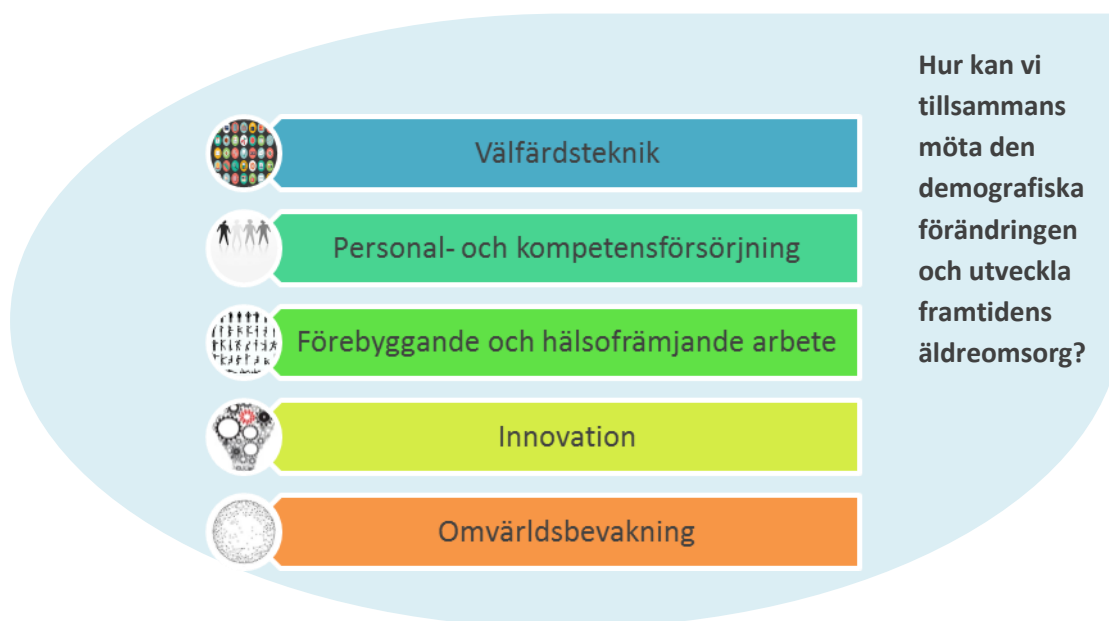 Välfärdsteknik
Personal- och kompetensförsörjning
Förebyggande och hälsofrämjande arbete
Innovation
Omvärldsbevakning
Hur kan vi
tillsammans
möta den
demografiska
förändringen
och utveckla
framtidens
äldreomsorg?